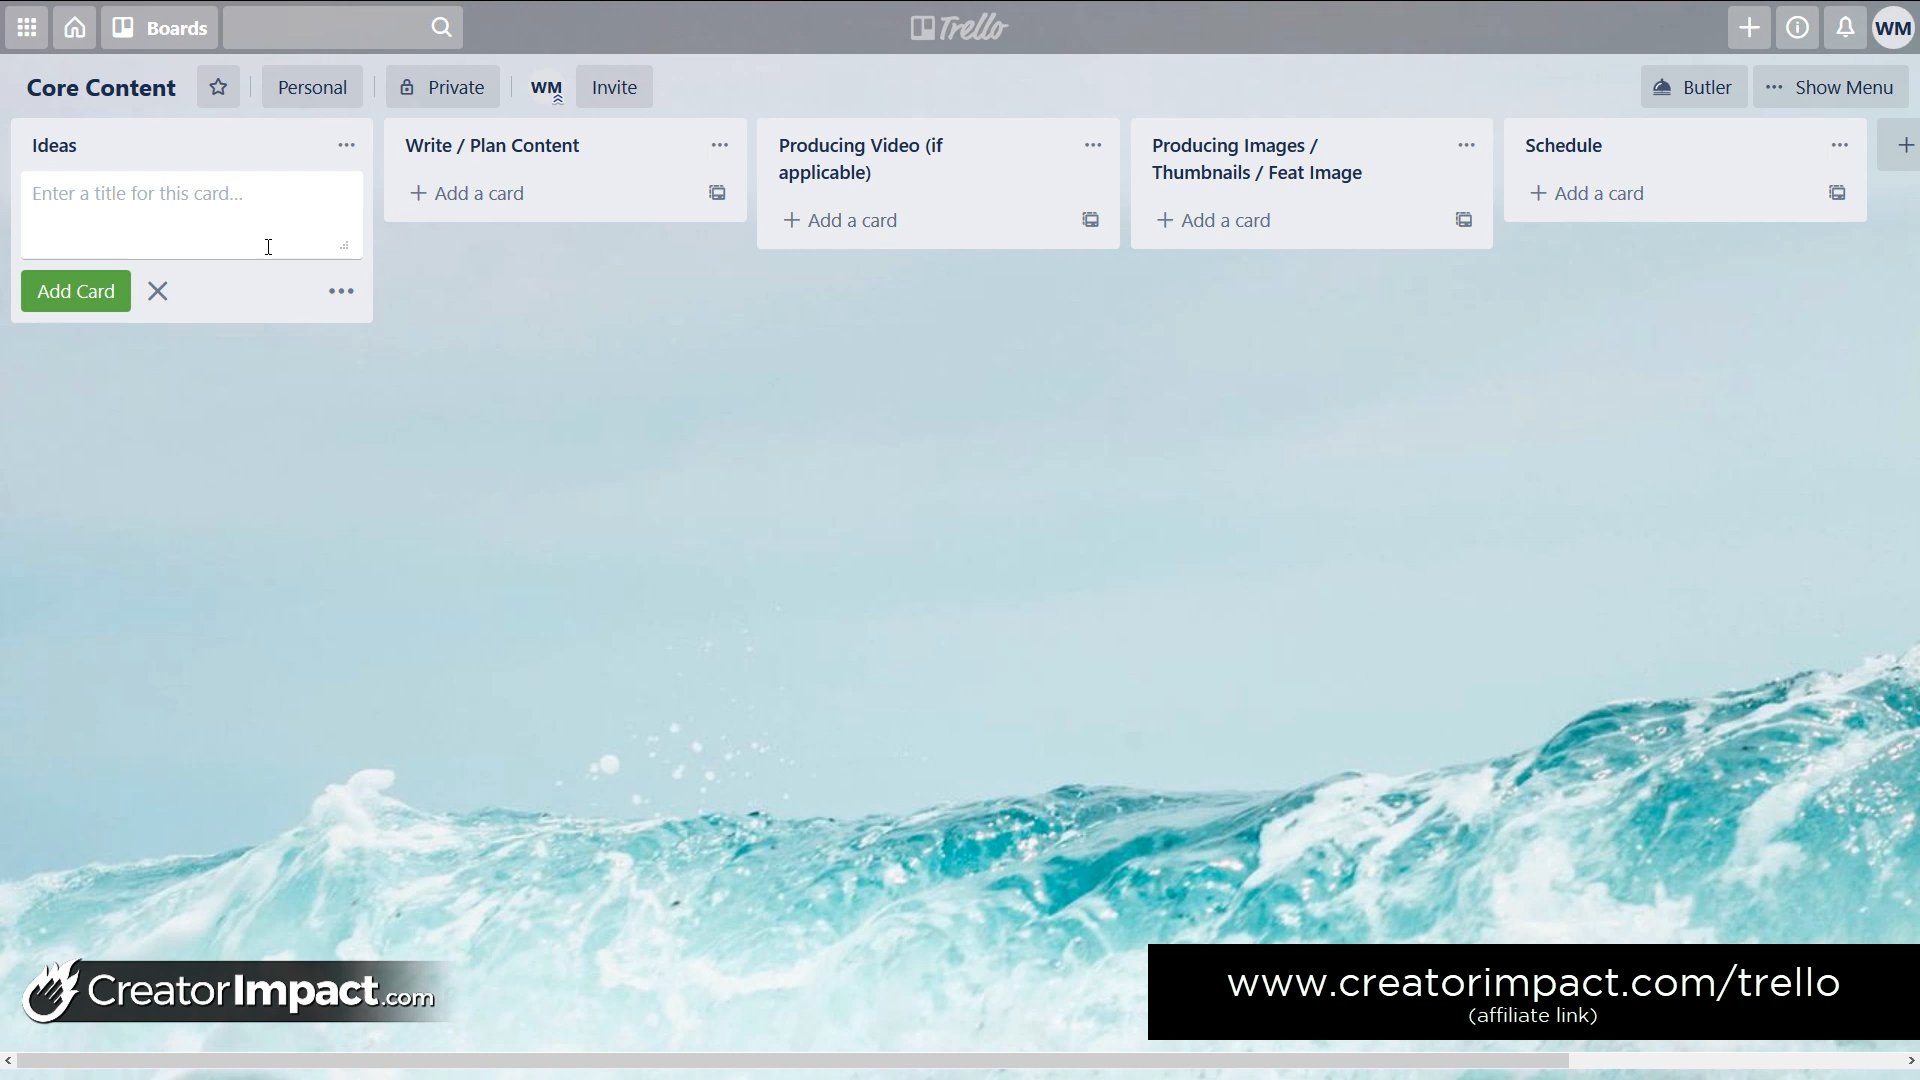 Boards
Trello
WM
Core Content
Personal
Private
WM
Invite
Butler
Show Menu
Ideas
Enter a title for this card...
Add Card
Write / Plan Content
Add a card
Producing Video (if
applicable)
Add a card
Producing Images /
Thumbnails / Feat Image
Add a card
Schedule
Add a card
CreatorImpact.com
www.creatorimpact.com/trello
(affiliate link)